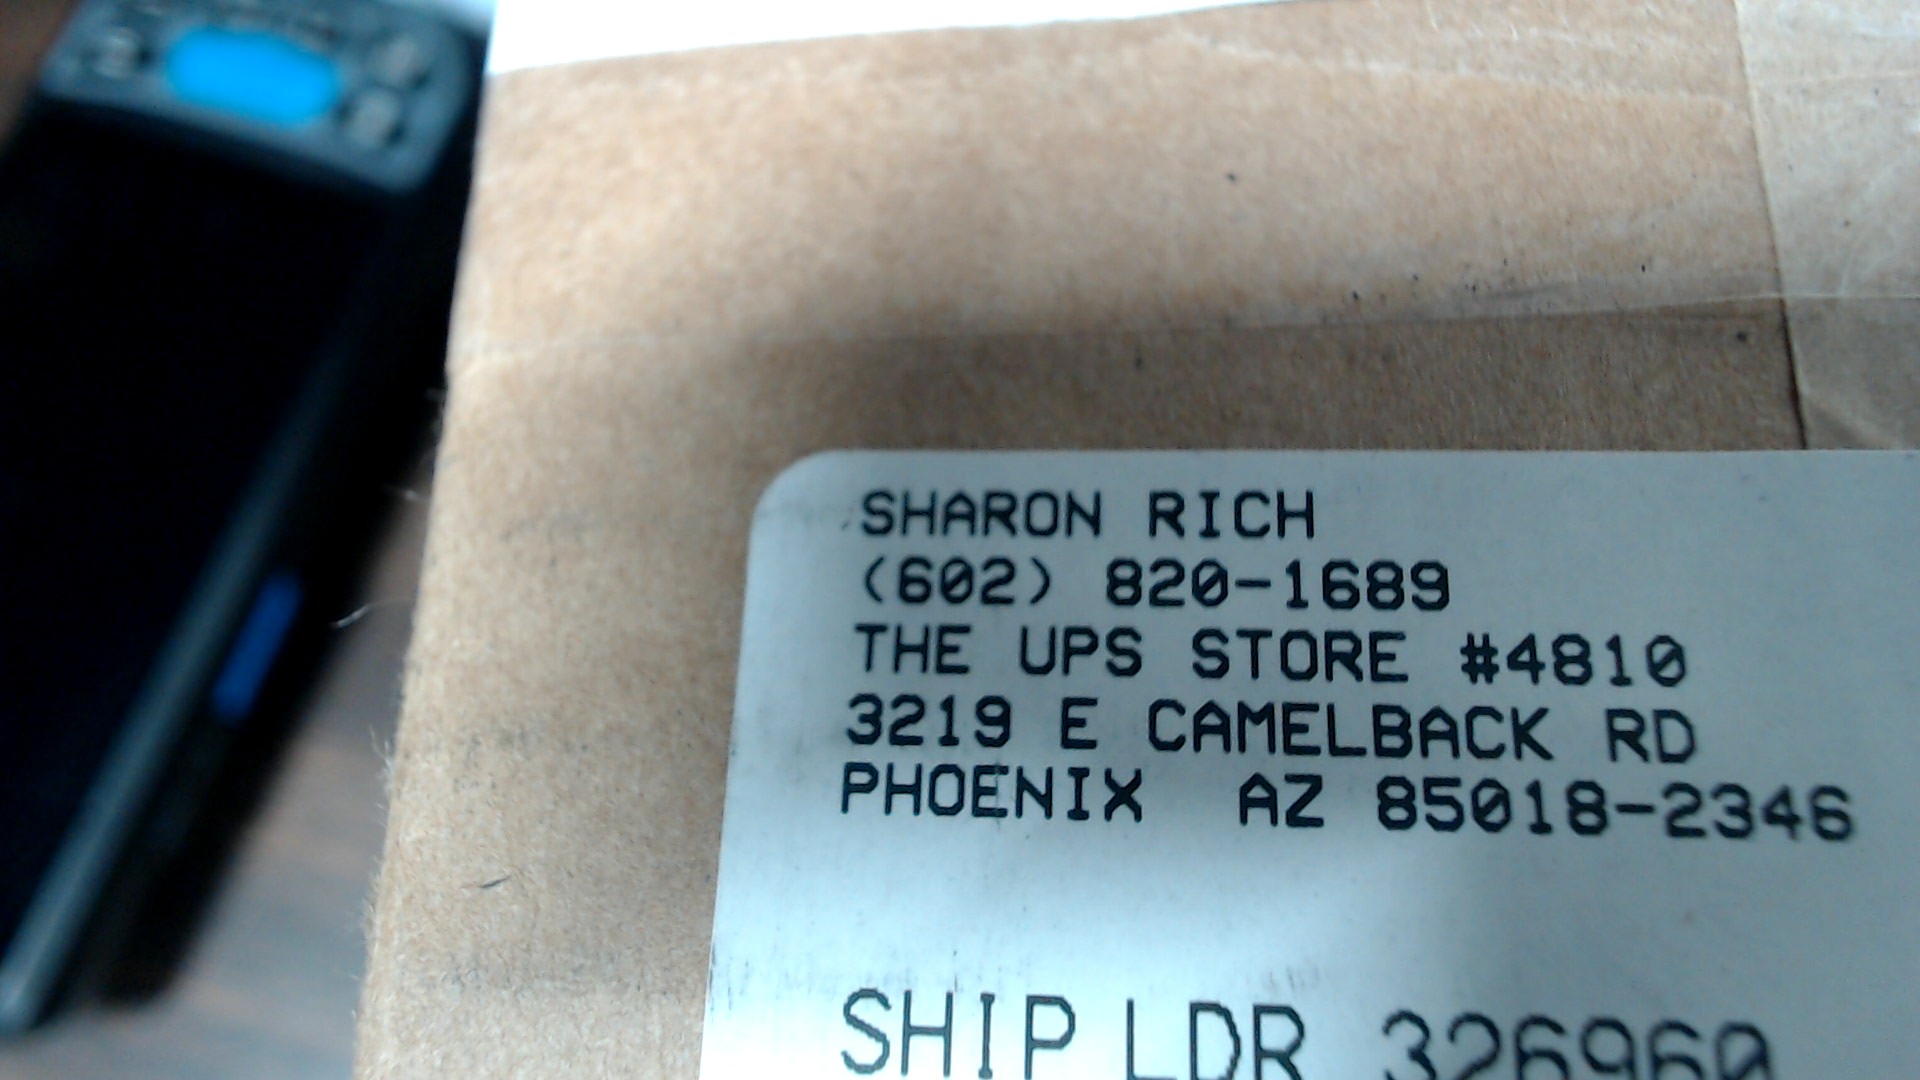 SHARON RICH
(602) 820-1689
THE UPS STORE #4810
3219 E CAMELBACK RD
PHOENIX AZ 85018-2346
SHIP LDR 326960